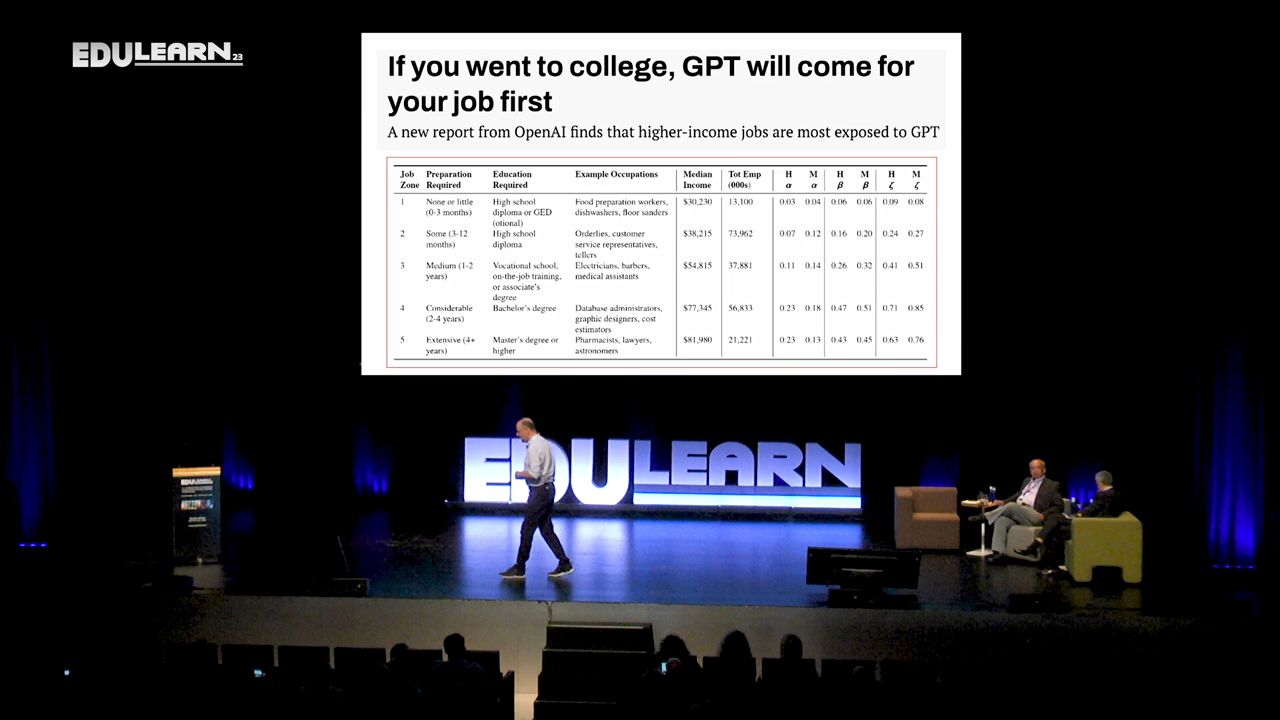 EDULEARN23
If you went to college, GPT will come for
your job first
A new report from OpenAI finds that higher-income jobs are most exposed to GPT
Job Preparation Education Example Occupations Median Tot Emp H M H M H M
Zone Required Required Income (000s) α α β β ζ ζ
1 None or little High school Food preparation workers, $30,230 13,100 0.03 0.04 0.06 0.06 0.09 0.08
(0-3 months) diploma or GED dishwashers, floor sanders
(otional)
2 Some (3-12 High school Orderlies, customer $38,215 73,962 0.07 0.12 0.16 0.20 0.24 0.27
months) diploma service representatives,
tellers
3 Medium (1-2 Vocational school, Electricians, barbers, $54,815 37,881 0.11 0.14 0.26 0.32 0.41 0.51
years) on-the-job training, medical assistants
or associate's
degree
4 Considerable Bachelor's degree Database administrators, $77,345 56,833 0.23 0.18 0.47 0.51 0.71 0.85
(2-4 years) graphic designers, cost
estimators
5 Extensive (4+ Master's degree or Pharmacists, lawyers, $81,980 21,221 0.23 0.13 0.43 0.45 0.63 0.76
years) higher astronomers
EDULEARN
EDULEARN